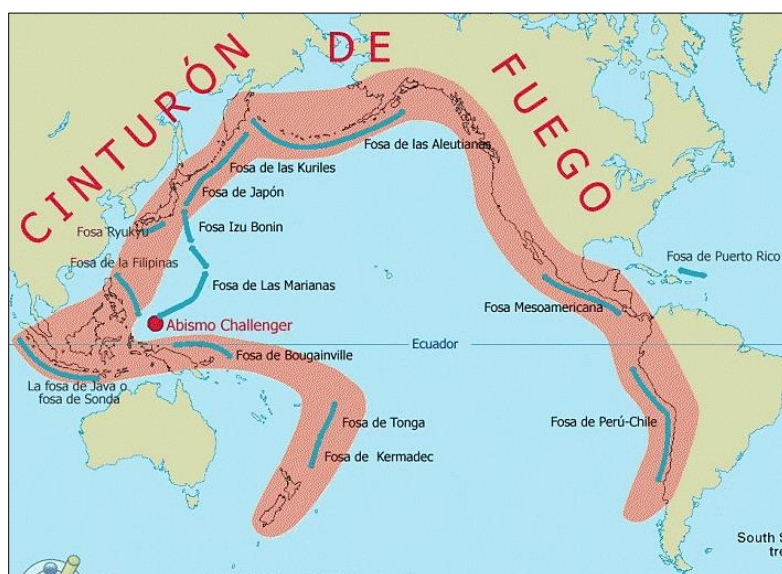 CINTURÓN DE FUEGO
Fosa de las Aleutianas
Fosa de las Kuriles
Fosa de Japón
Fosa Ryukyu
Fosa Izu Bonin
Fosa de la Filipinas
Fosa de Puerto Rico
Fosa de Las Marianas
Fosa Mesoamericana
Abismo Challenger
Ecuador
Fosa de Bougainville
La fosa de Java o
fosa de Sonda
Fosa de Tonga
Fosa de Perú-Chile
Fosa de Kermadec
South S
tre